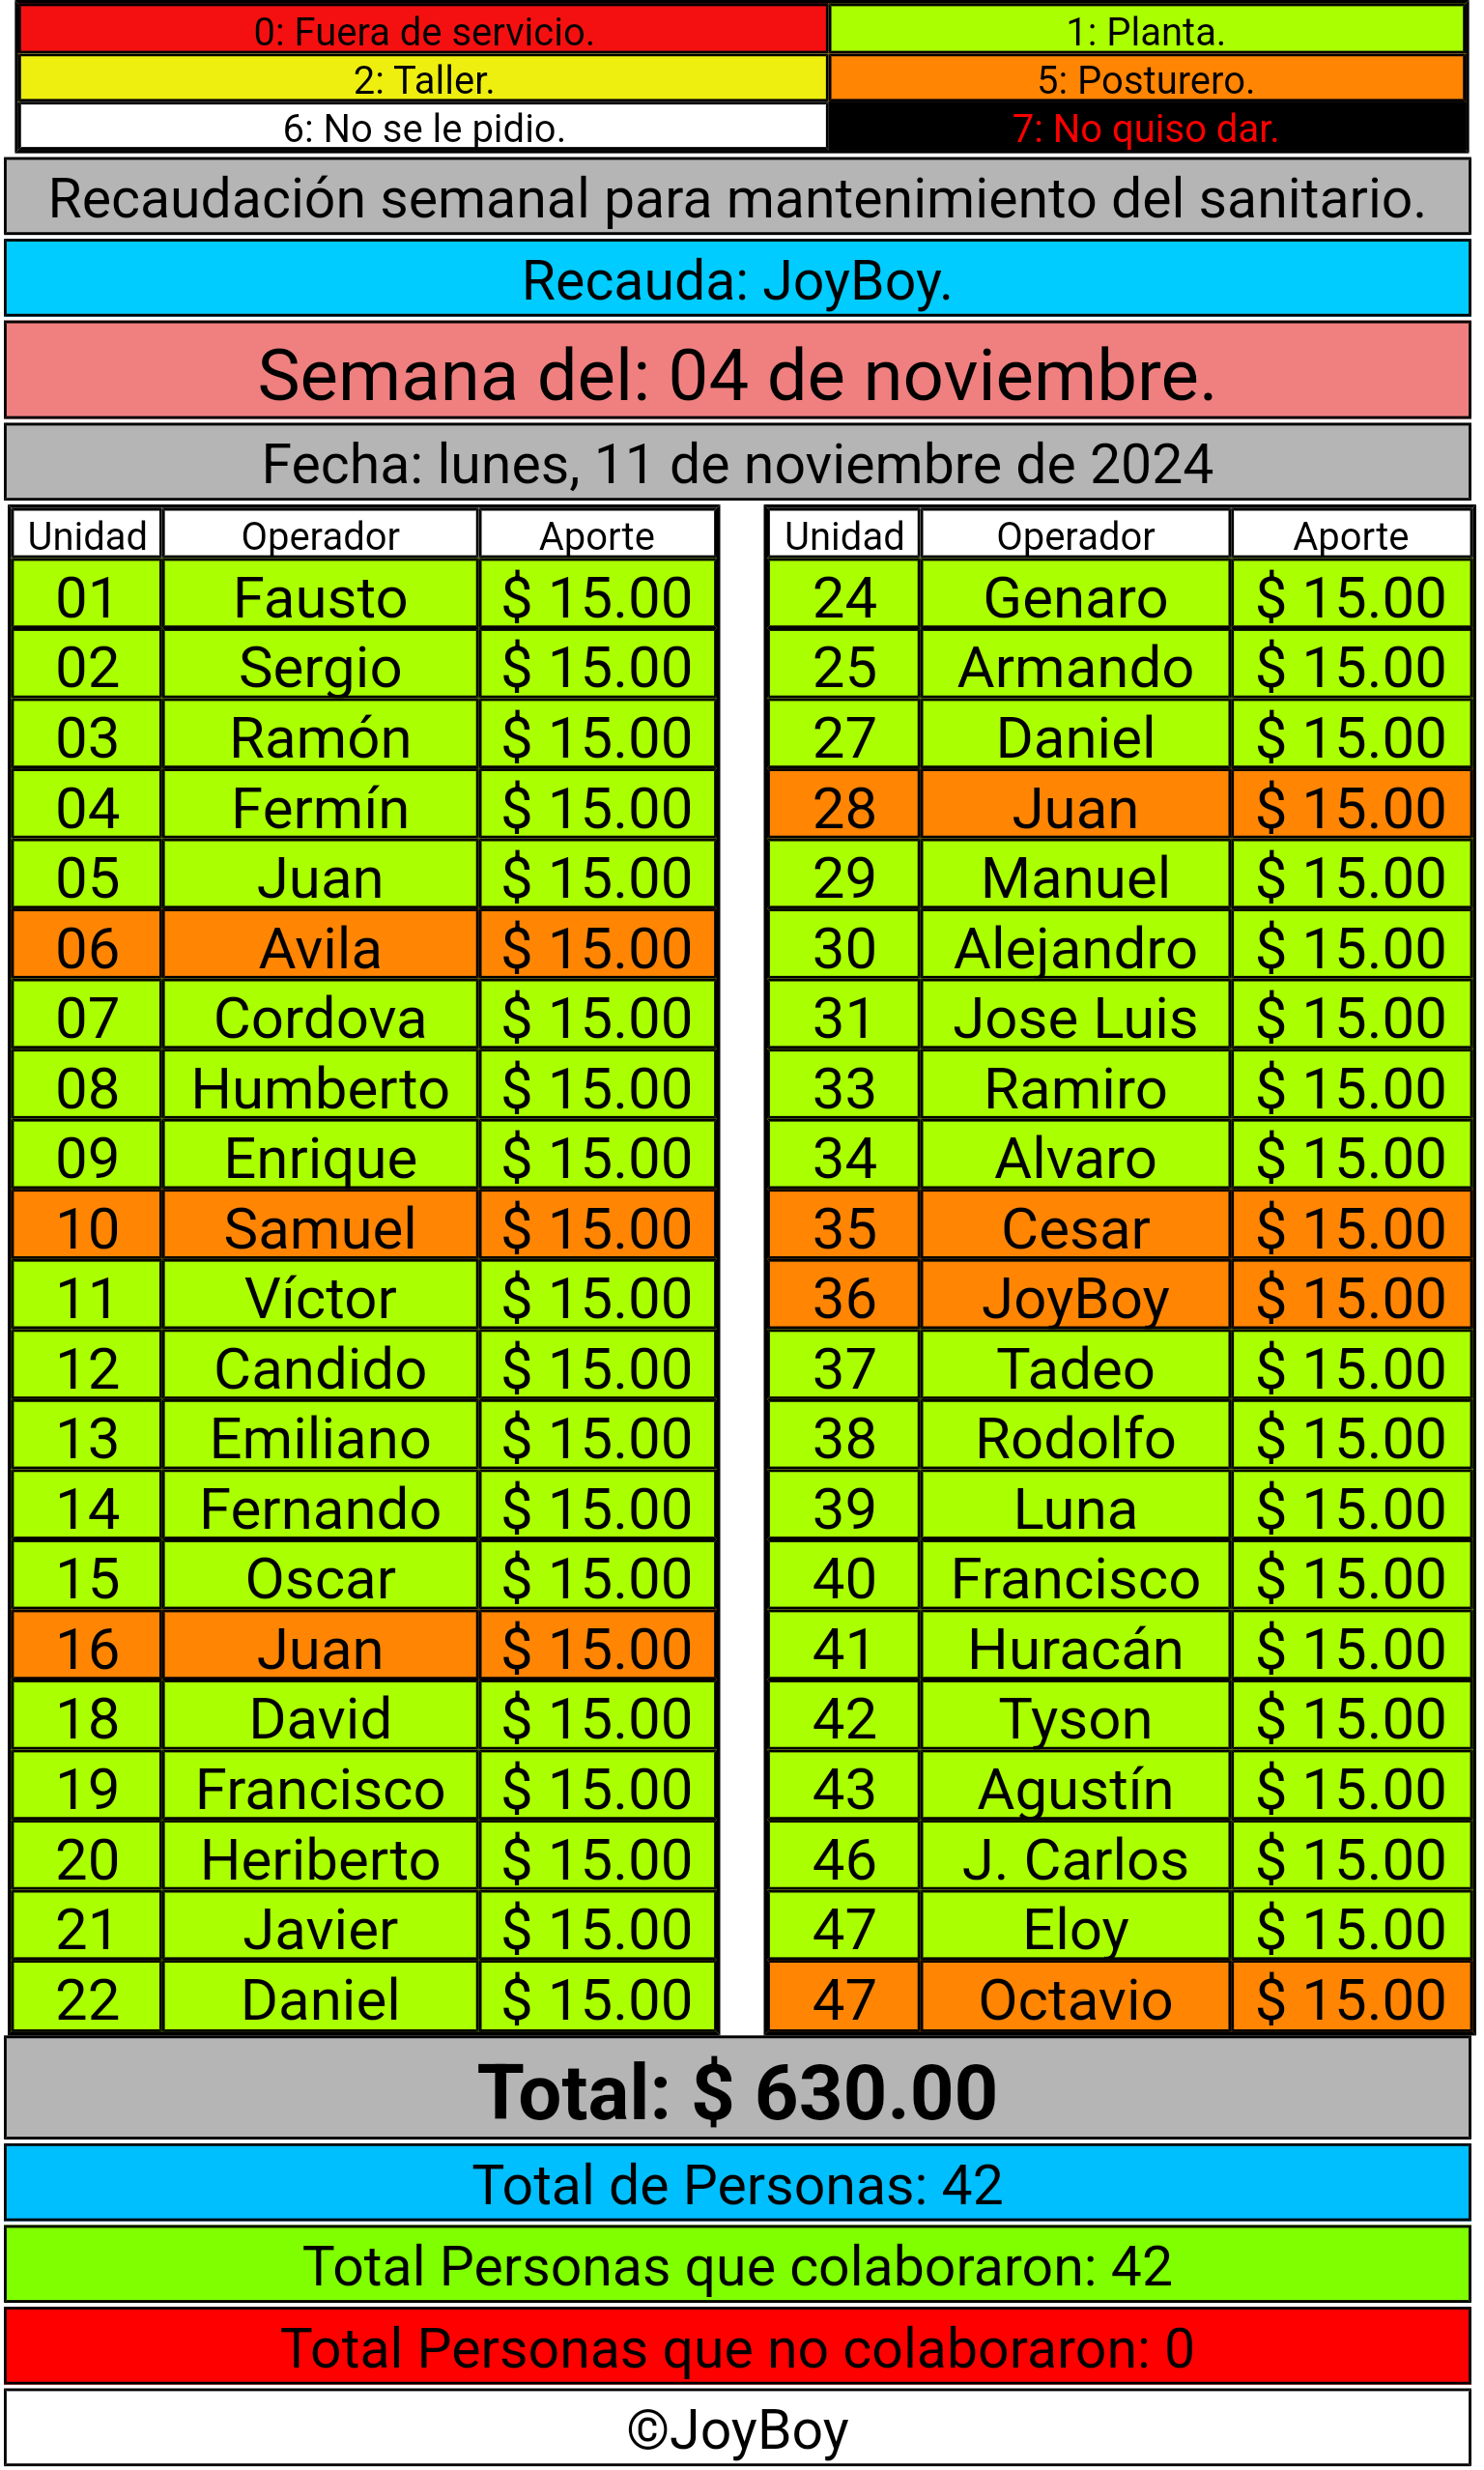 0: Fuera de servicio. 1: Planta.
2: Taller. 5: Posturero.
6: No se le pidio. 7: No quiso dar.
Recaudación semanal para mantenimiento del sanitario.
Recauda: JoyBoy.
Semana del: 04 de noviembre.
Fecha: lunes, 11 de noviembre de 2024
Unidad Operador Aporte
01 Fausto $ 15.00
02 Sergio $ 15.00
03 Ramón $ 15.00
04 Fermín $ 15.00
05 Juan $ 15.00
06 Avila $ 15.00
07 Cordova $ 15.00
08 Humberto $ 15.00
09 Enrique $ 15.00
10 Samuel $ 15.00
11 Víctor $ 15.00
12 Candido $ 15.00
13 Emiliano $ 15.00
14 Fernando $ 15.00
15 Oscar $ 15.00
16 Juan $ 15.00
18 David $ 15.00
19 Francisco $ 15.00
20 Heriberto $ 15.00
21 Javier $ 15.00
22 Daniel $ 15.00
Unidad Operador Aporte
24 Genaro $ 15.00
25 Armando $ 15.00
27 Daniel $ 15.00
28 Juan $ 15.00
29 Manuel $ 15.00
30 Alejandro $ 15.00
31 Jose Luis $ 15.00
33 Ramiro $ 15.00
34 Alvaro $ 15.00
35 Cesar $ 15.00
36 JoyBoy $ 15.00
37 Tadeo $ 15.00
38 Rodolfo $ 15.00
39 Luna $ 15.00
40 Francisco $ 15.00
41 Huracán $ 15.00
42 Tyson $ 15.00
43 Agustín $ 15.00
46 J. Carlos $ 15.00
47 Eloy $ 15.00
47 Octavio $ 15.00
Total: $ 630.00
Total de Personas: 42
Total Personas que colaboraron: 42
Total Personas que no colaboraron: 0
©JoyBoy